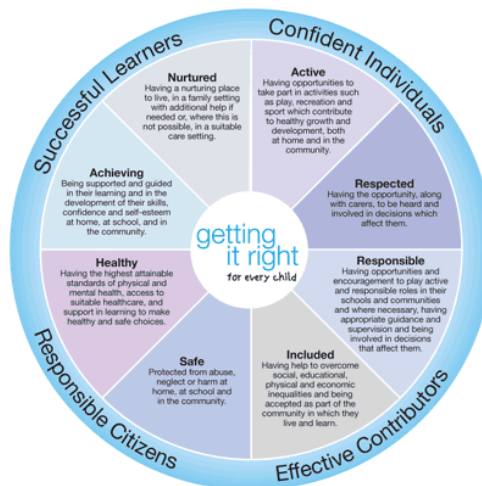 Successful Learners
Confident Individuals
Nurtured
Having a nurturing place
to live, in a family setting
with additional help if
needed or, where this is
not possible, in a suitable
care setting.
Active
Having opportunities to
take part in activities such
as play, recreation and
sport which contribute
to healthy growth and
development, both
at home and in the
community.
Achieving
Being supported and guided
in their learning and in the
development of their skills,
confidence and self-esteem
at home, at school, and in
the community.
Respected
Having the opportunity, along
with carers, to be heard and
involved in decisions which
affect them.
getting
it right
for every child
Healthy
Having the highest attainable
standards of physical and
mental health, access to
suitable healthcare, and
support in learning to make
healthy and safe choices.
Responsible
Having opportunities and
encouragement to play active
and responsible roles in their
schools and communities
and where necessary, having
appropriate guidance and
supervision and being
involved in decisions
that affect them.
Safe
Protected from abuse,
neglect or harm at
home, at school and
in the community.
Included
Having help to overcome
social, educational,
physical and economic
inequalities and being
accepted as part of the
community in which they
live and learn.
Responsible Citizens
Effective Contributors